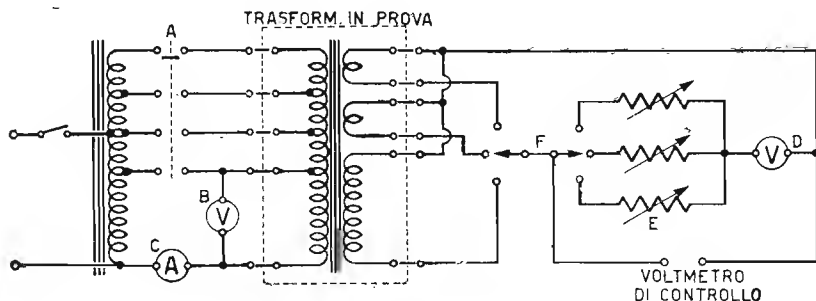 TRASFORM. IN PROVA
A
F
D
V
B
V
E
C
A
VOLTMETRO
DI CONTROLLO